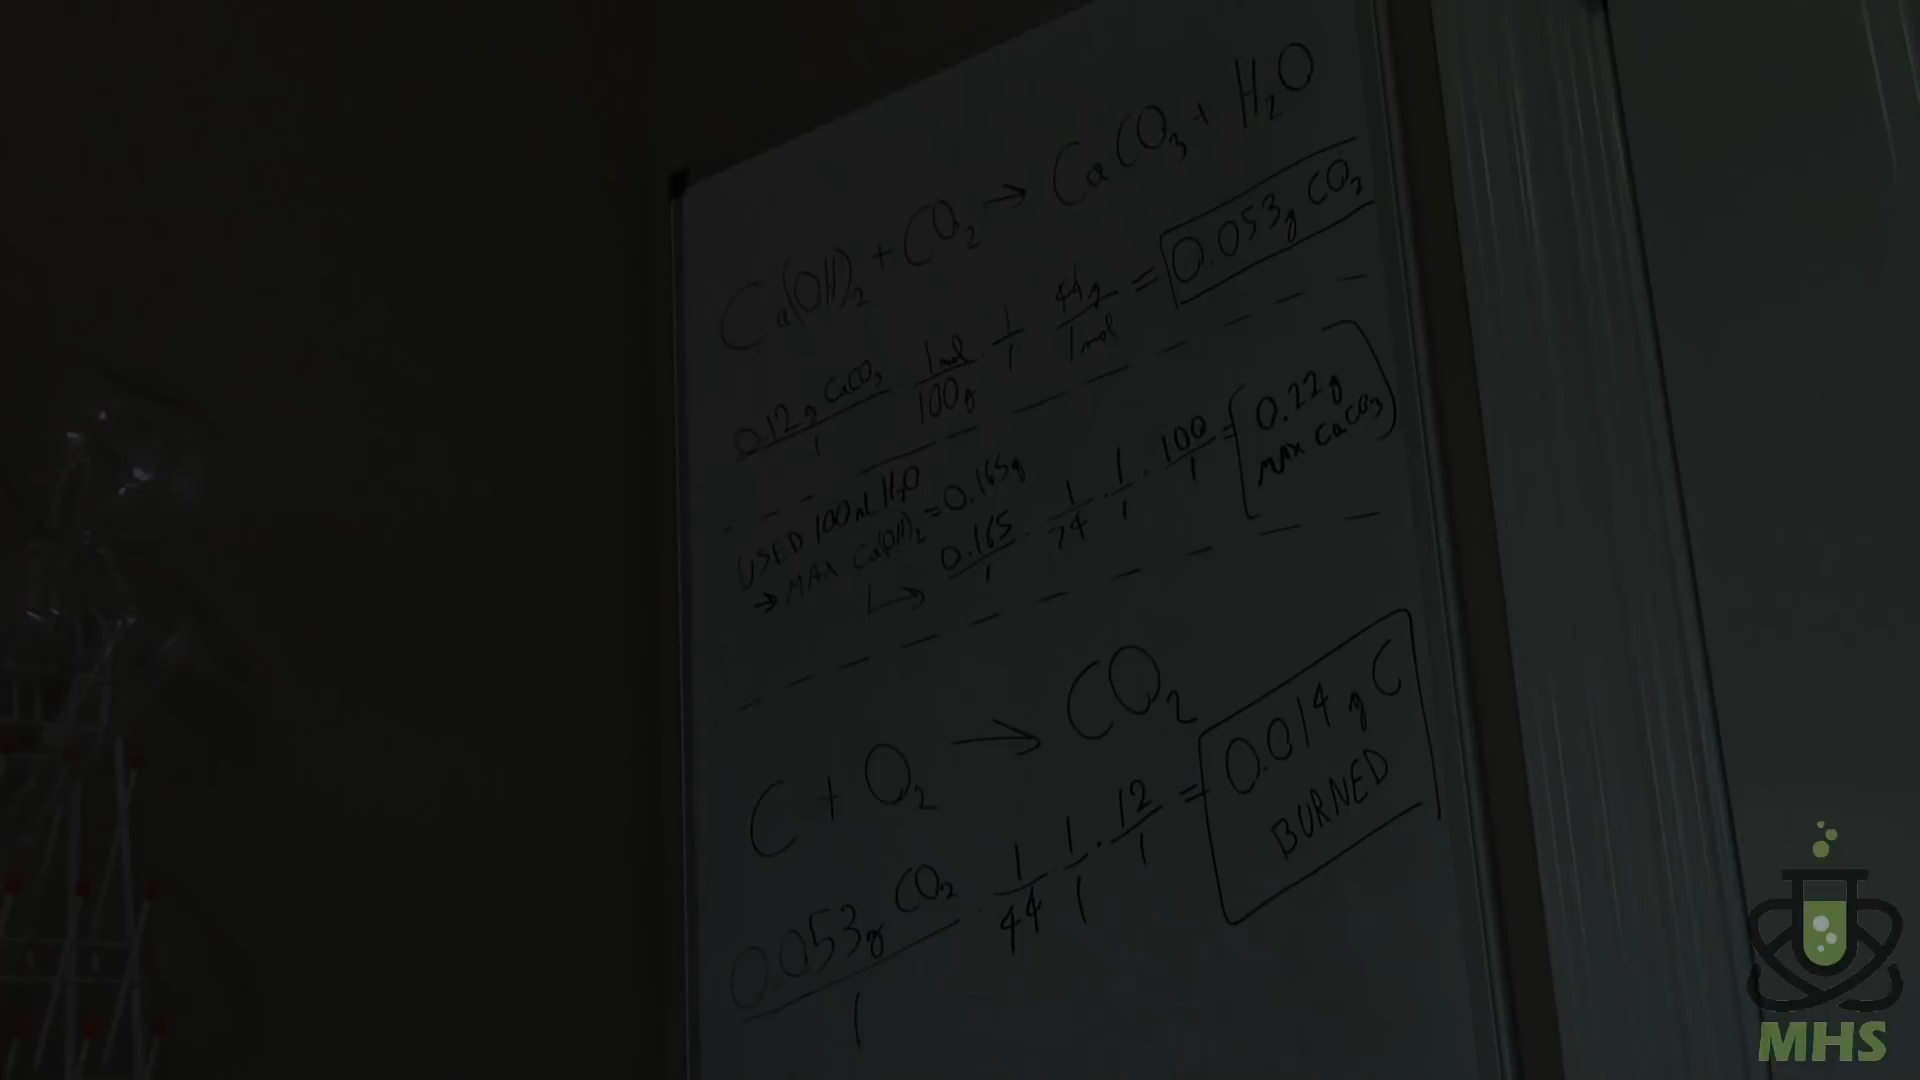 Ca(OH)₂ + CO₂ → CaCO₃ + H₂O
0.12g CaCO₃/1 · 1mol/100g · 1/1 · 44g/1mol = 0.053g CO₂
USED 100mL H₂O
→ MAX Ca(OH)₂ = 0.165g
↳ 0.165/1 · 1/74 · 1/1 · 100/1 = 0.22g
MAX CaCO₃
C + O₂ → CO₂
0.053g CO₂/1 · 1/44 · 1/1 · 12/1 = 0.014g C
BURNED
MHS